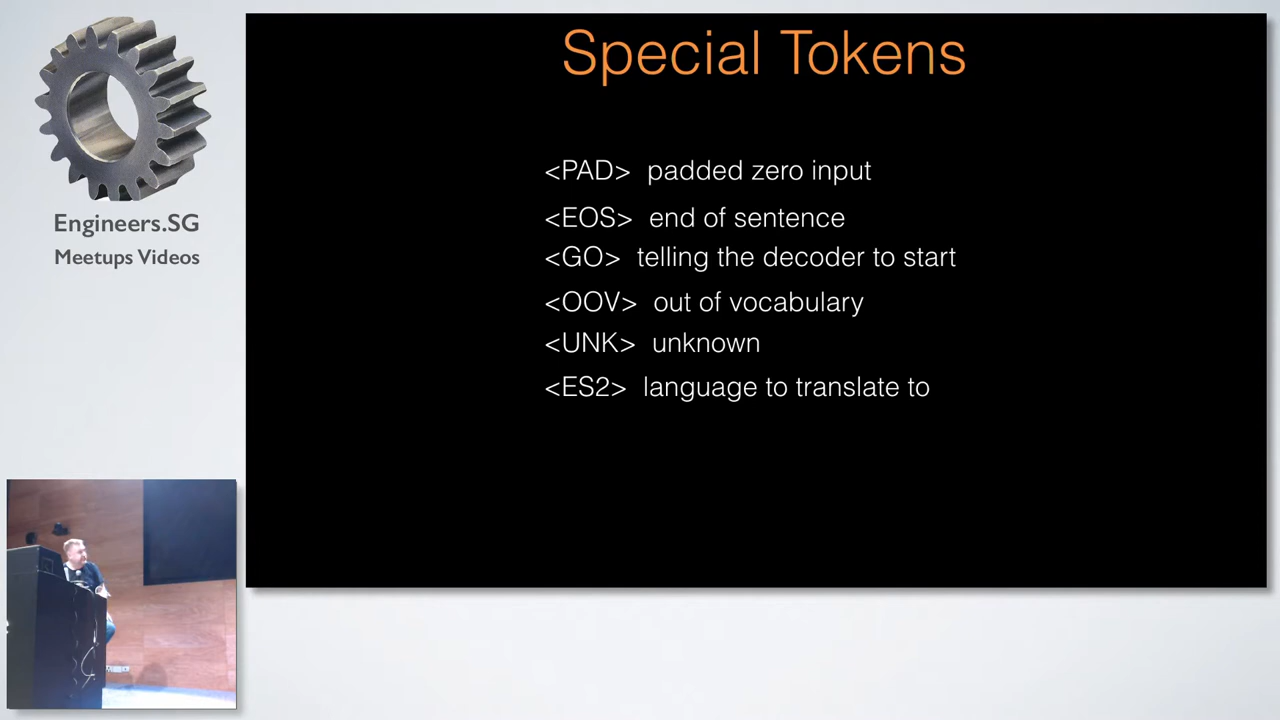 Special Tokens
<PAD> padded zero input
<EOS> end of sentence
<GO> telling the decoder to start
<OOV> out of vocabulary
<UNK> unknown
<ES2> language to translate to
Engineers.SG
Meetups Videos